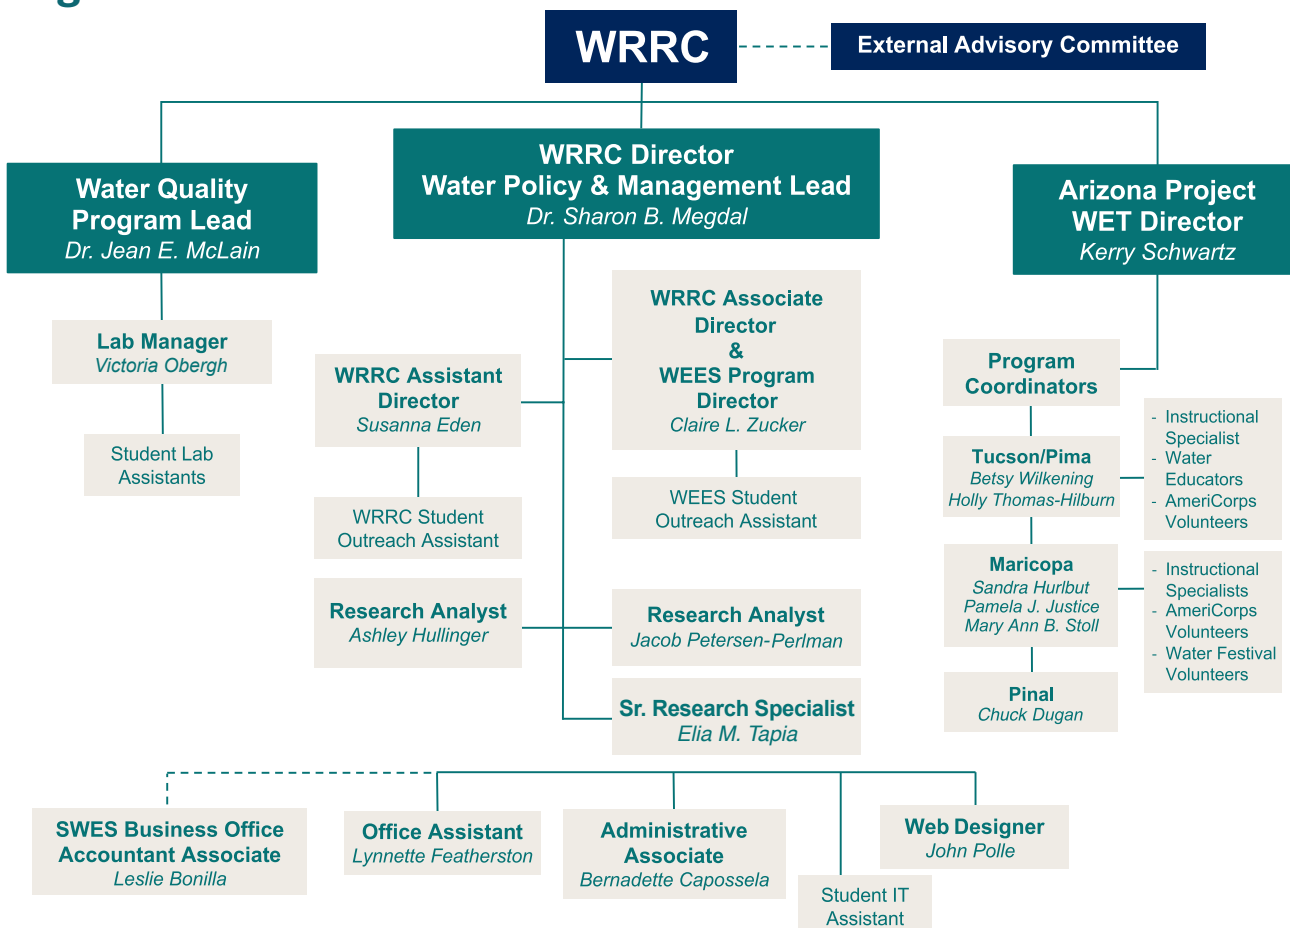 WRRC
External Advisory Committee
Water Quality
Program Lead
Dr. Jean E. McLain
WRRC Director
Water Policy & Management Lead
Dr. Sharon B. Megdal
Arizona Project
WET Director
Kerry Schwartz
Lab Manager
Victoria Obergh
Student Lab
Assistants
WRRC Assistant
Director
Susanna Eden
WRRC Student
Outreach Assistant
WRRC Associate
Director
&
WEES Program
Director
Claire L. Zucker
WEES Student
Outreach Assistant
Research Analyst
Ashley Hullinger
Research Analyst
Jacob Petersen-Perlman
Sr. Research Specialist
Elia M. Tapia
Program
Coordinators
Tucson/Pima
Betsy Wilkening
Holly Thomas-Hilburn
- Instructional
Specialist
- Water
Educators
- AmeriCorps
Volunteers
Maricopa
Sandra Hurlbut
Pamela J. Justice
Mary Ann B. Stoll
- Instructional
Specialists
- AmeriCorps
Volunteers
- Water Festival
Volunteers
Pinal
Chuck Dugan
SWES Business Office
Accountant Associate
Leslie Bonilla
Office Assistant
Lynnette Featherston
Administrative
Associate
Bernadette Capossela
Student IT
Assistant
Web Designer
John Polle